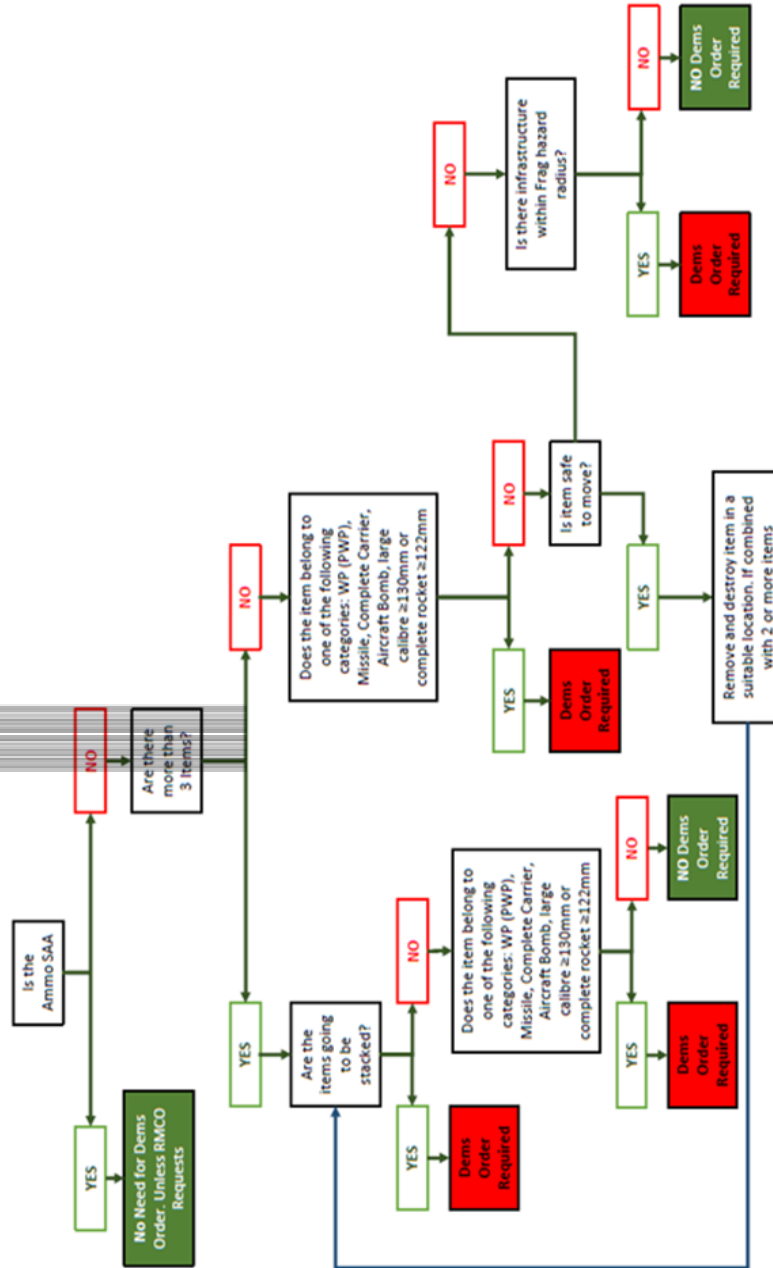 Is the
Ammo SAA
YES
NO
No Need for Dems
Order. Unless RMCO
Requests
Are there
more than
3 Items?
YES
NO
Are the
items going
to be
stacked?
YES
NO
Dems
Order
Required
Does the item belong to
one of the following
categories: WP (PWP),
Missile, Complete Carrier,
Aircraft Bomb, large
calibre ≥130mm or
complete rocket ≥122mm
YES
NO
Dems
Order
Required
NO Dems
Order
Required
Does the item belong to
one of the following
categories: WP (PWP),
Missile, Complete Carrier,
Aircraft Bomb, large
calibre ≥130mm or
complete rocket ≥122mm
YES
NO
Dems
Order
Required
Is item safe
to move?
YES
NO
Remove and destroy item in a
suitable location. If combined
with 2 or more items
Is there infrastructure
within Frag hazard
radius?
YES
NO
Dems
Order
Required
NO Dems
Order
Required